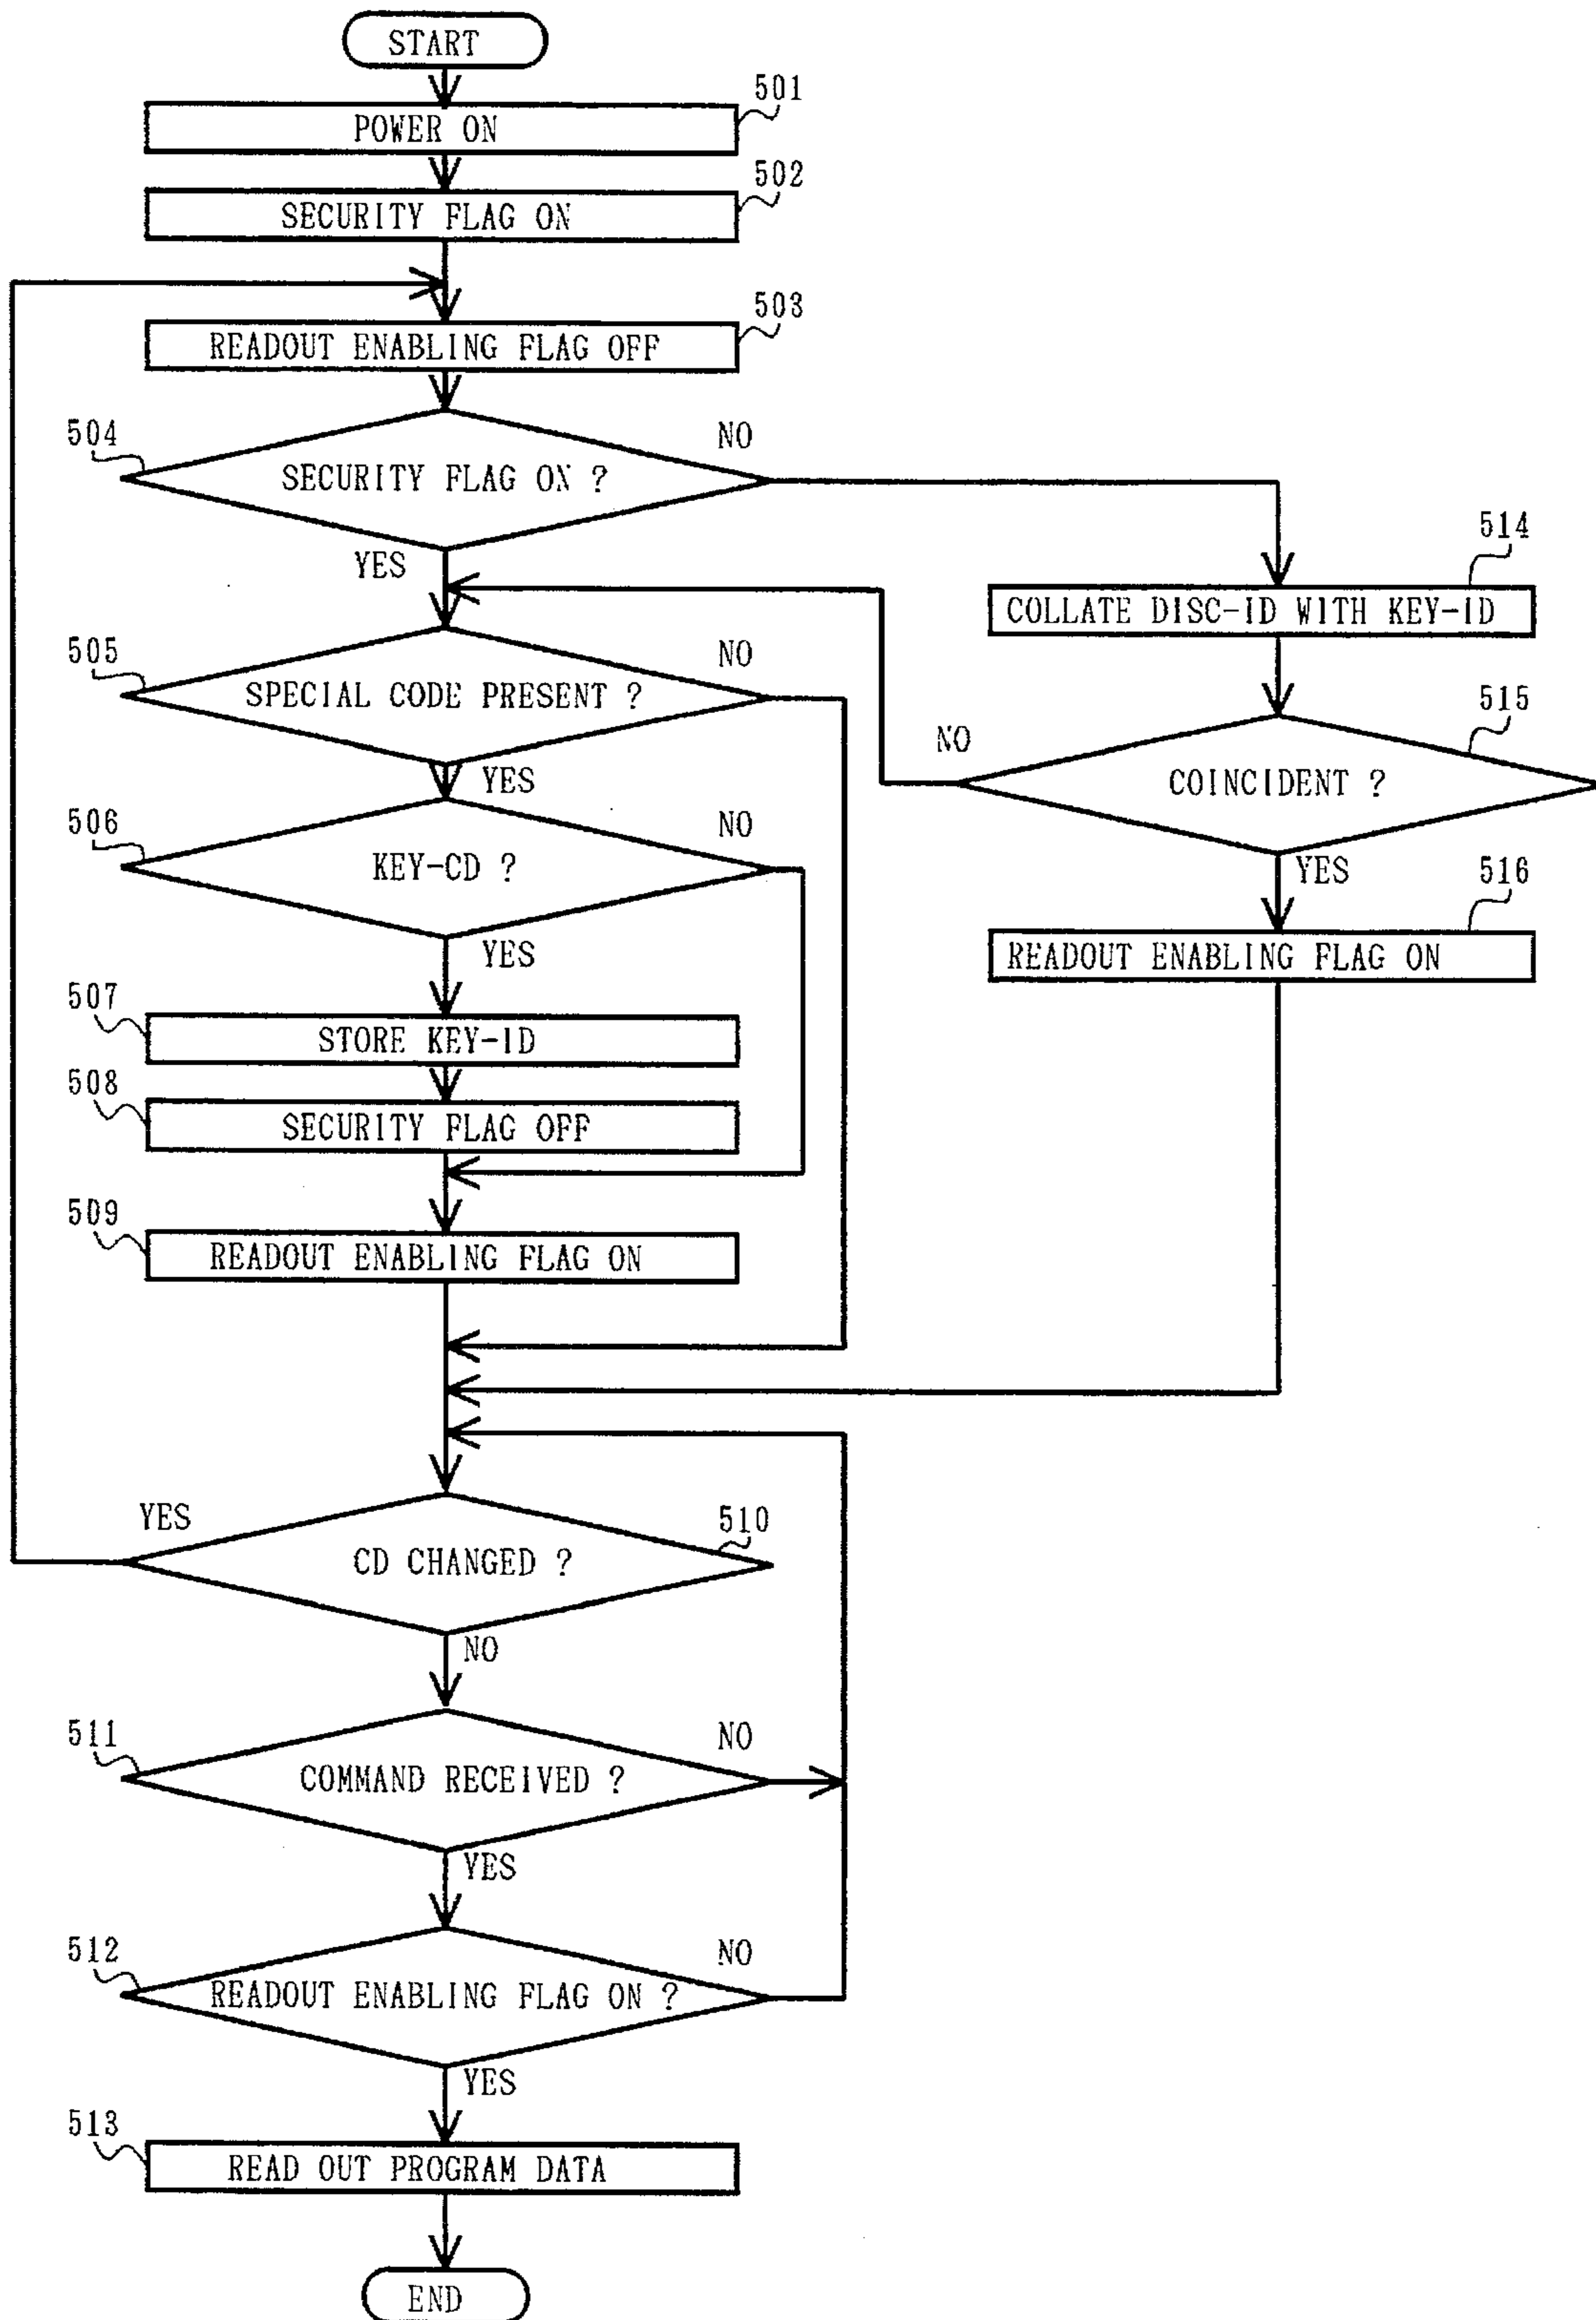 START
501
POWER ON
502
SECURITY FLAG ON
503
READOUT ENABLING FLAG OFF
504
NO
SECURITY FLAG ON ?
YES
514
COLLATE DISC-ID WITH KEY-ID
505
NO
SPECIAL CODE PRESENT ?
YES
515
NO
COINCIDENT ?
YES
506
NO
KEY-CD ?
YES
516
READOUT ENABLING FLAG ON
507
STORE KEY-ID
508
SECURITY FLAG OFF
509
READOUT ENABLING FLAG ON
YES
510
CD CHANGED ?
NO
511
NO
COMMAND RECEIVED ?
YES
512
NO
READOUT ENABLING FLAG ON ?
YES
513
READ OUT PROGRAM DATA
END